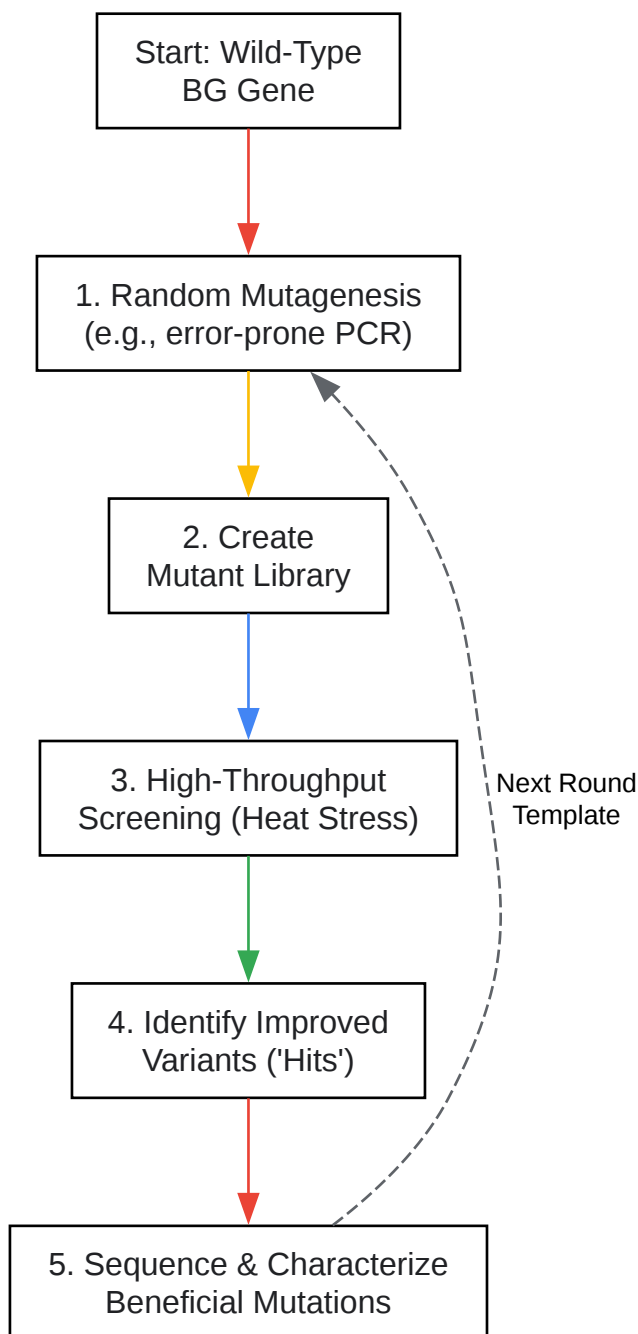 Start: Wild-Type
BG Gene
1. Random Mutagenesis
(e.g., error-prone PCR)
2. Create
Mutant Library
3. High-Throughput
Screening (Heat Stress)
Next Round
Template
4. Identify Improved
Variants ('Hits')
5. Sequence & Characterize
Beneficial Mutations